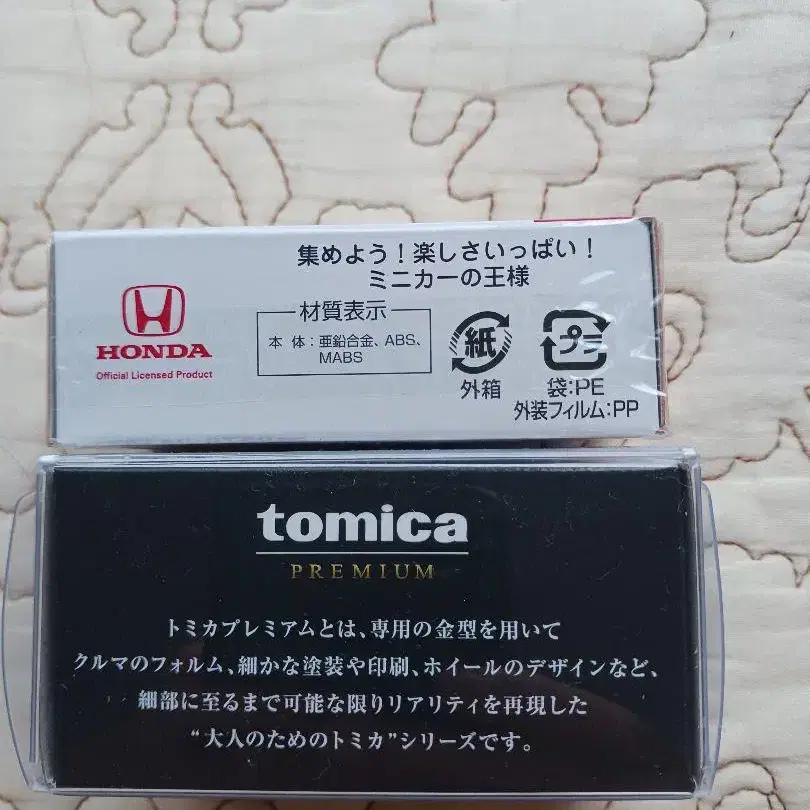 集めよう！楽しさいっぱい！
ミニカーの王様
HONDA
Official Licensed Product
材質表示
本 体：亜鉛合金、ABS、
MABS
紙
外箱
プラ
袋：PE
外装フィルム：PP
tomica
PREMIUM
トミカプレミアムとは、専用の金型を用いて
クルマのフォルム、細かな塗装や印刷、ホイールのデザインなど、
細部に至るまで可能な限りリアリティを再現した
“大人のためのトミカ”シリーズです。